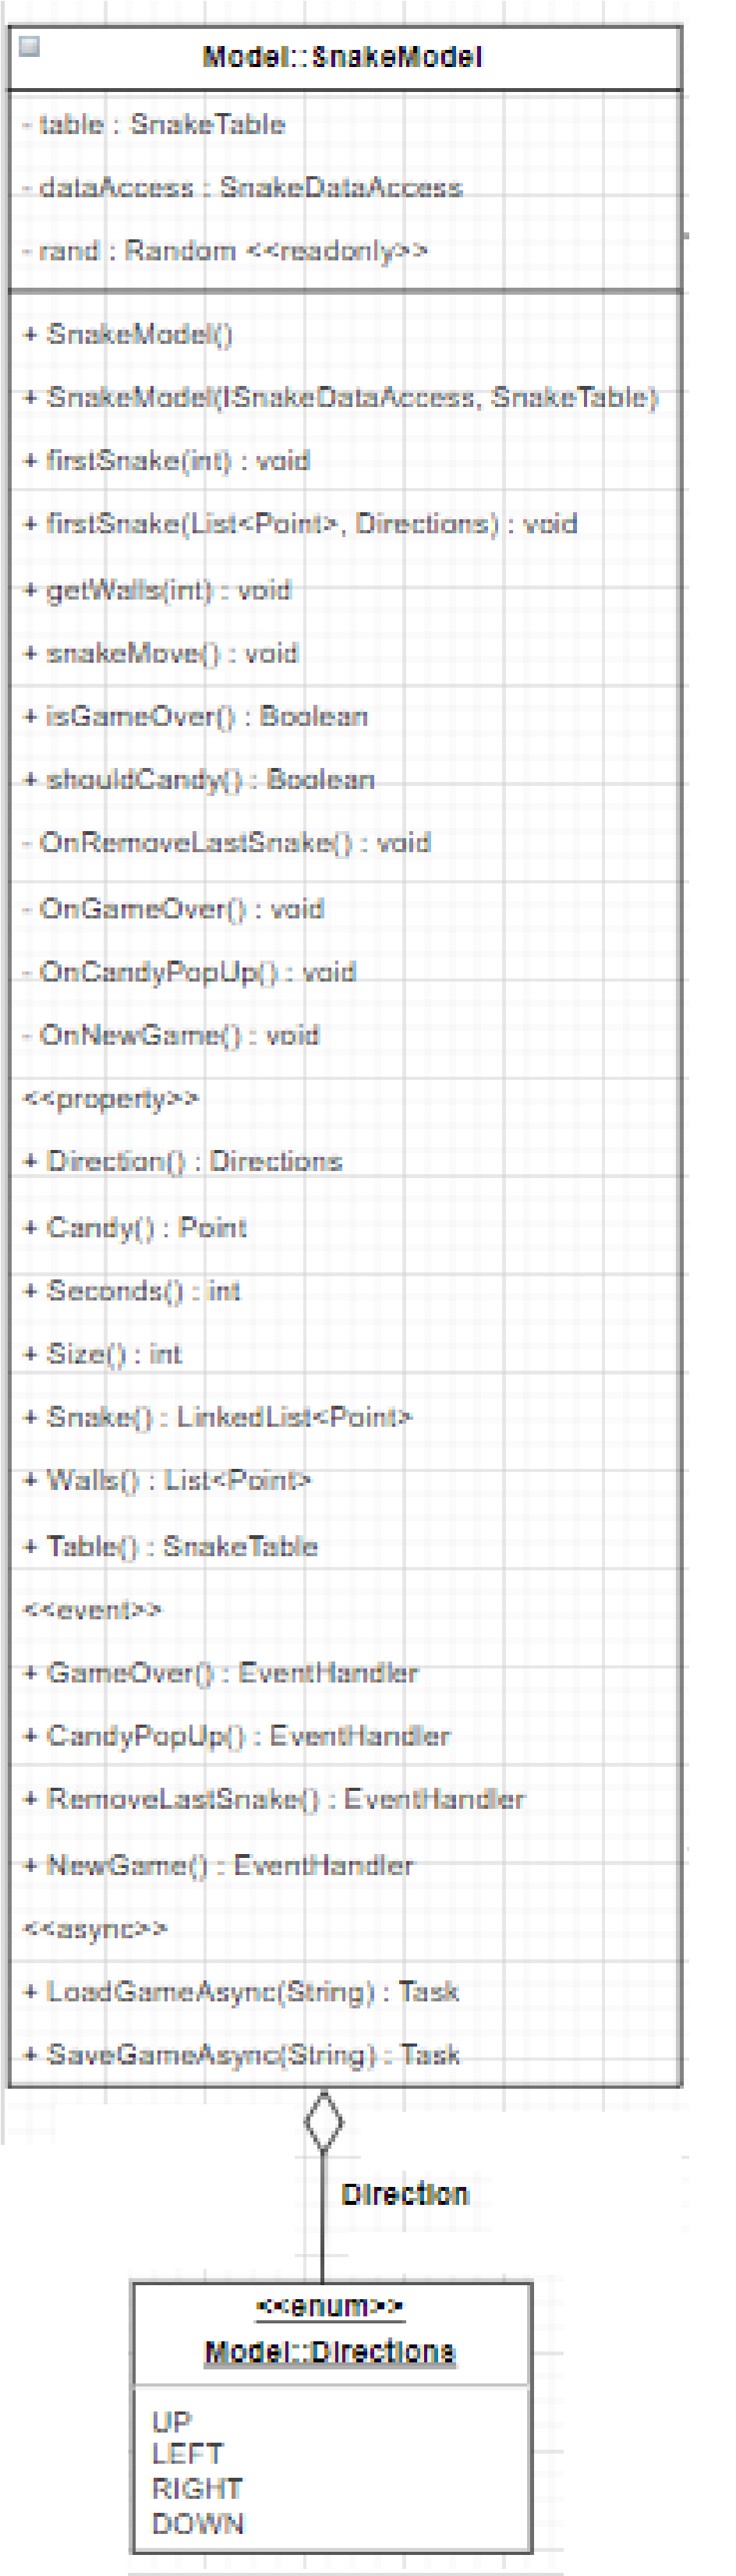 Model::SnakeModel
- table : SnakeTable
- dataAccess : SnakeDataAccess
- rand : Random <<readonly>>
+ SnakeModel()
+ SnakeModel(ISnakeDataAccess, SnakeTable)
+ firstSnake(int) : void
+ firstSnake(List<Point>, Directions) : void
+ getWalls(int) : void
+ snakeMove() : void
+ isGameOver() : Boolean
+ shouldCandy() : Boolean
- OnRemoveLastSnake() : void
- OnGameOver() : void
- OnCandyPopUp() : void
- OnNewGame() : void
<<property>>
+ Direction() : Directions
+ Candy() : Point
+ Seconds() : int
+ Size() : int
+ Snake() : LinkedList<Point>
+ Walls() : List<Point>
+ Table() : SnakeTable
<<event>>
+ GameOver() : EventHandler
+ CandyPopUp() : EventHandler
+ RemoveLastSnake() : EventHandler
+ NewGame() : EventHandler
<<async>>
+ LoadGameAsync(String) : Task
+ SaveGameAsync(String) : Task
Direction
<<enum>>
Model::Directions
UP
LEFT
RIGHT
DOWN